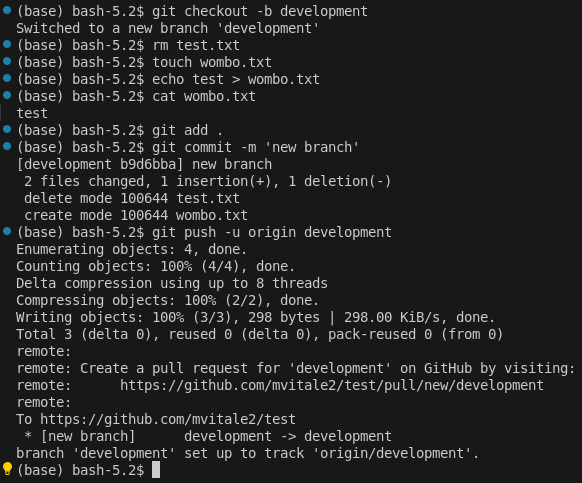 (base) bash-5.2$ git checkout -b development
Switched to a new branch 'development'
(base) bash-5.2$ rm test.txt
(base) bash-5.2$ touch wombo.txt
(base) bash-5.2$ echo test > wombo.txt
(base) bash-5.2$ cat wombo.txt
test
(base) bash-5.2$ git add .
(base) bash-5.2$ git commit -m 'new branch'
[development b9d6bba] new branch
 2 files changed, 1 insertion(+), 1 deletion(-)
 delete mode 100644 test.txt
 create mode 100644 wombo.txt
(base) bash-5.2$ git push -u origin development
Enumerating objects: 4, done.
Counting objects: 100% (4/4), done.
Delta compression using up to 8 threads
Compressing objects: 100% (2/2), done.
Writing objects: 100% (3/3), 298 bytes | 298.00 KiB/s, done.
Total 3 (delta 0), reused 0 (delta 0), pack-reused 0 (from 0)
remote:
remote: Create a pull request for 'development' on GitHub by visiting:
remote:      https://github.com/mvitale2/test/pull/new/development
remote:
To https://github.com/mvitale2/test
 * [new branch]      development -> development
branch 'development' set up to track 'origin/development'.
(base) bash-5.2$